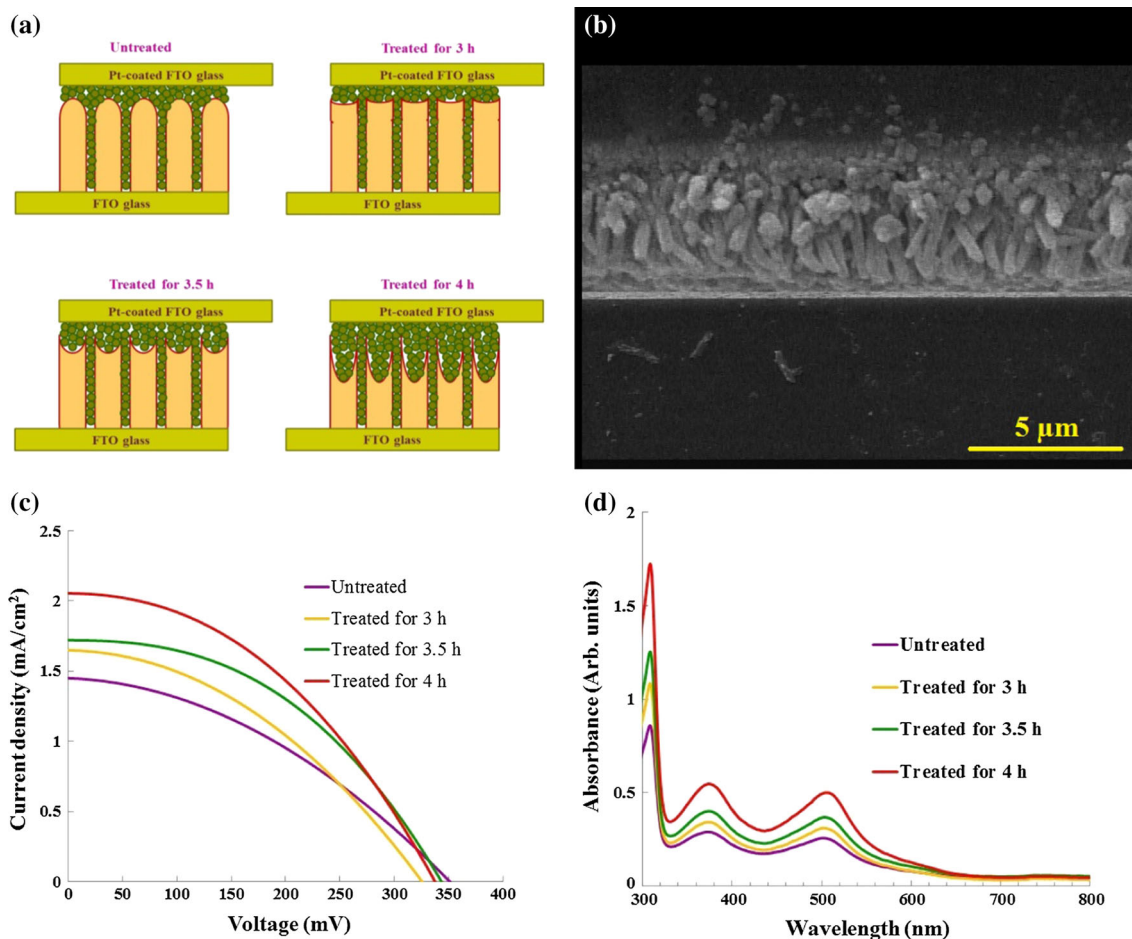 (a)
Untreated
Pt-coated FTO glass
FTO glass
Treated for 3 h
Pt-coated FTO glass
FTO glass
Treated for 3.5 h
Pt-coated FTO glass
FTO glass
Treated for 4 h
Pt-coated FTO glass
FTO glass
(b)
5 µm
(c)
Current density (mA/cm²)
2.5
2
1.5
1
0.5
0
0
50
100
150
200
250
300
350
400
Voltage (mV)
Untreated
Treated for 3 h
Treated for 3.5 h
Treated for 4 h
(d)
Absorbance (Arb. units)
2
1.5
1
0.5
0
300
400
500
600
700
800
Wavelength (nm)
Untreated
Treated for 3 h
Treated for 3.5 h
Treated for 4 h